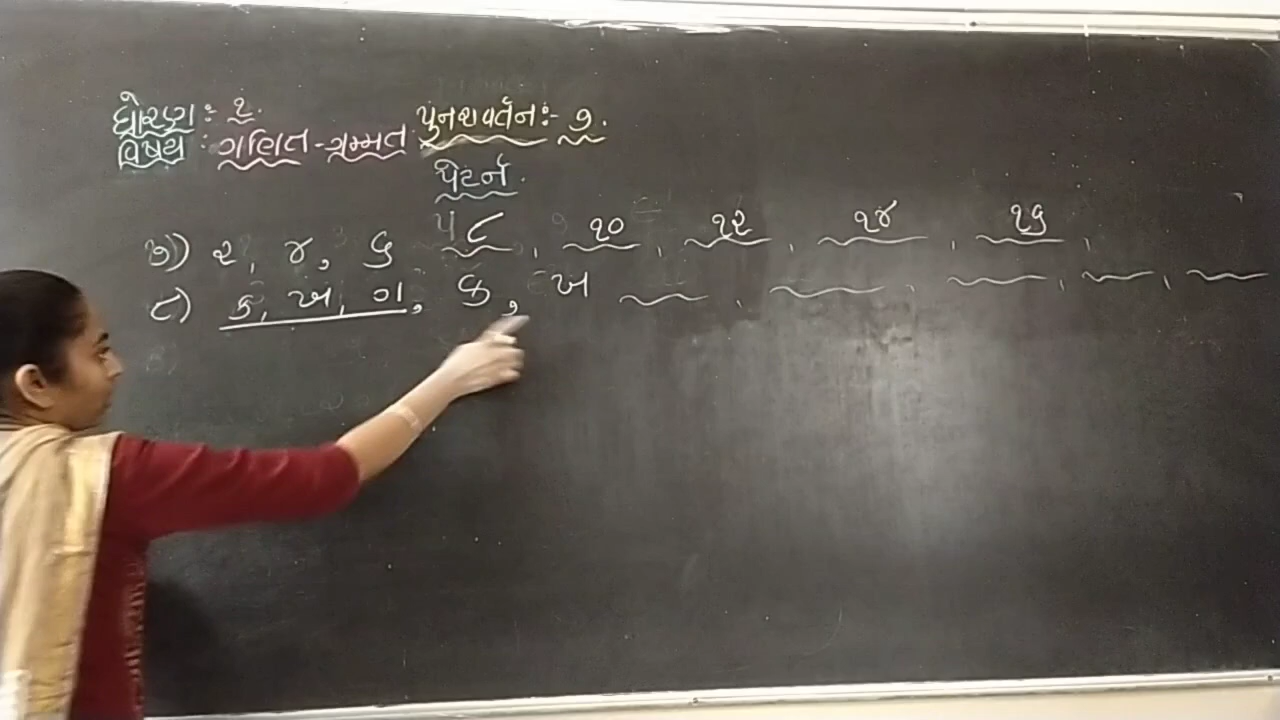 ધોરણ :- ૧. પુનરાવર્તન :- ૭.
વિષય : ગણિત - ગમ્મત
પેટર્ન.
૭) ૨, ૪, ૬ ૮, ૧૦, ૧૨, ૧૪, ૧૬,
૮) ક, ખ, ગ, ક, ખ